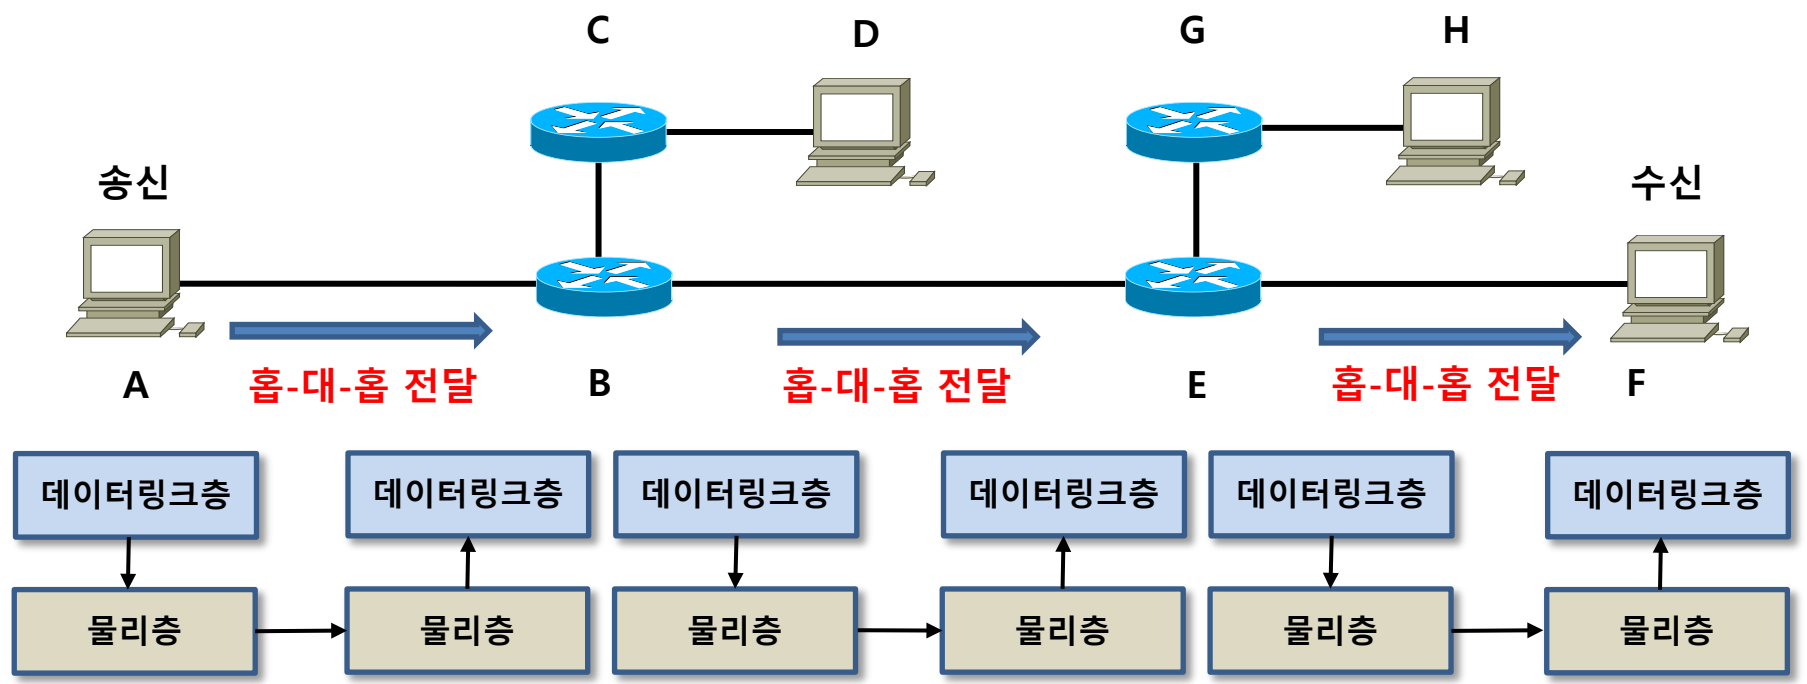 C
D
G
H
송신
수신
A
홉-대-홉 전달
B
홉-대-홉 전달
E
홉-대-홉 전달
F
데이터링크층
데이터링크층
데이터링크층
데이터링크층
데이터링크층
데이터링크층
물리층
물리층
물리층
물리층
물리층
물리층